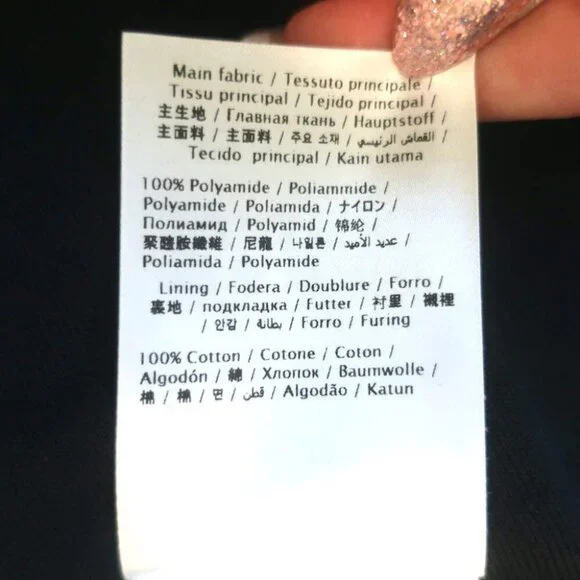 Main fabric / Tessuto principale /
Tissu principal / Tejido principal /
主生地 / Главная ткань / Hauptstoff /
主面料 / 主面料 / 주요 소재 / القماش الرئيسي /
Tecido principal / Kain utama
100% Polyamide / Poliammide /
Polyamide / Poliamida / ナイロン /
Полиамид / Polyamid / 锦纶 /
聚醯胺纖維 / 尼龍 / 나일론 / عديد الأميد /
Poliamida / Polyamide
Lining / Fodera / Doublure / Forro /
裏地 / подкладка / Futter / 衬里 / 襯裡
/ 안감 / بطانة / Forro / Furing
100% Cotton / Cotone / Coton /
Algodón / 綿 / Хлопок / Baumwolle /
棉 / 棉 / 면 / قطن / Algodão / Katun